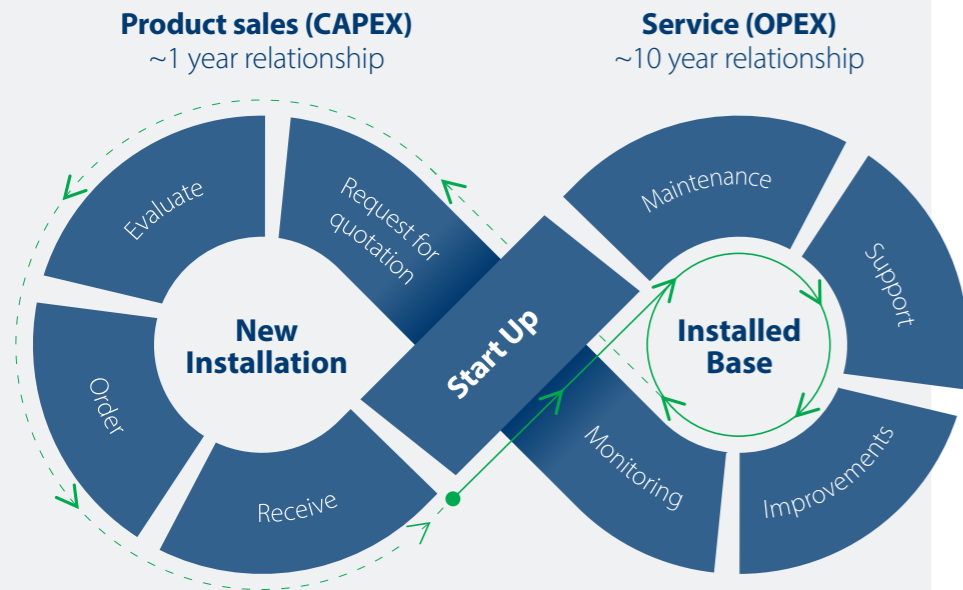 Product sales (CAPEX)
~1 year relationship
Service (OPEX)
~10 year relationship
Evaluate
Request for
quotation
Order
Receive
New
Installation
Start Up
Maintenance
Support
Improvements
Monitoring
Installed
Base